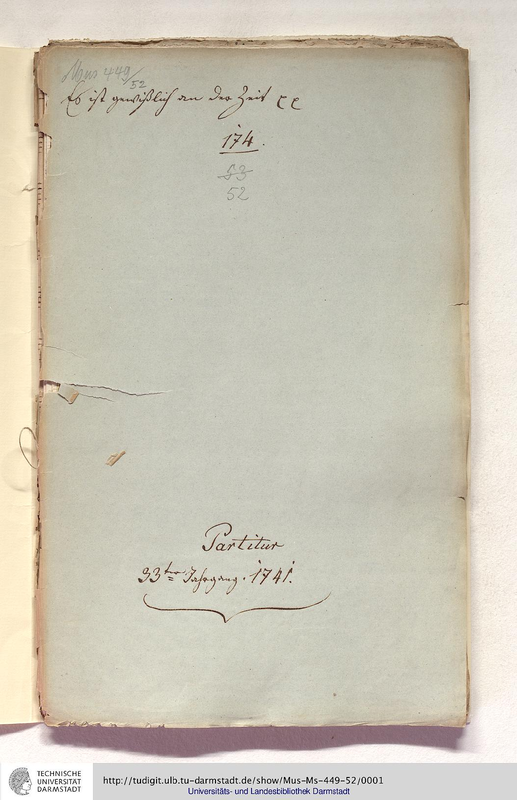 Mus 449/52
Es ist gewißlich an der Zeit
174.
53
52
Partitur
33ter Jahrgang. 1741.
TECHNISCHE
UNIVERSITÄT
DARMSTADT
http://tudigit.ulb.tu-darmstadt.de/show/Mus-Ms-449-52/0001
Universitäts- und Landesbibliothek Darmstadt